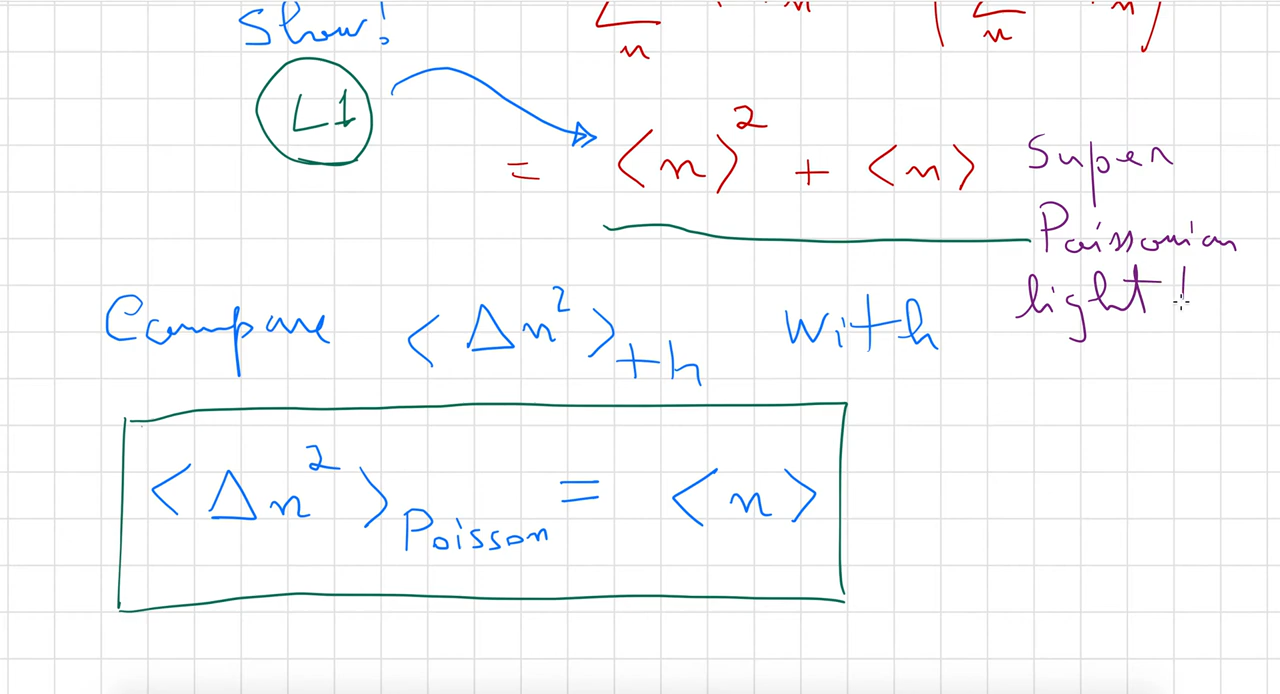 Show!
L1
n
n
n
n
= ⟨n⟩² + ⟨n⟩
Super
Poissonian
light!
Compare ⟨Δn²⟩th with
⟨Δn²⟩Poisson = ⟨n⟩